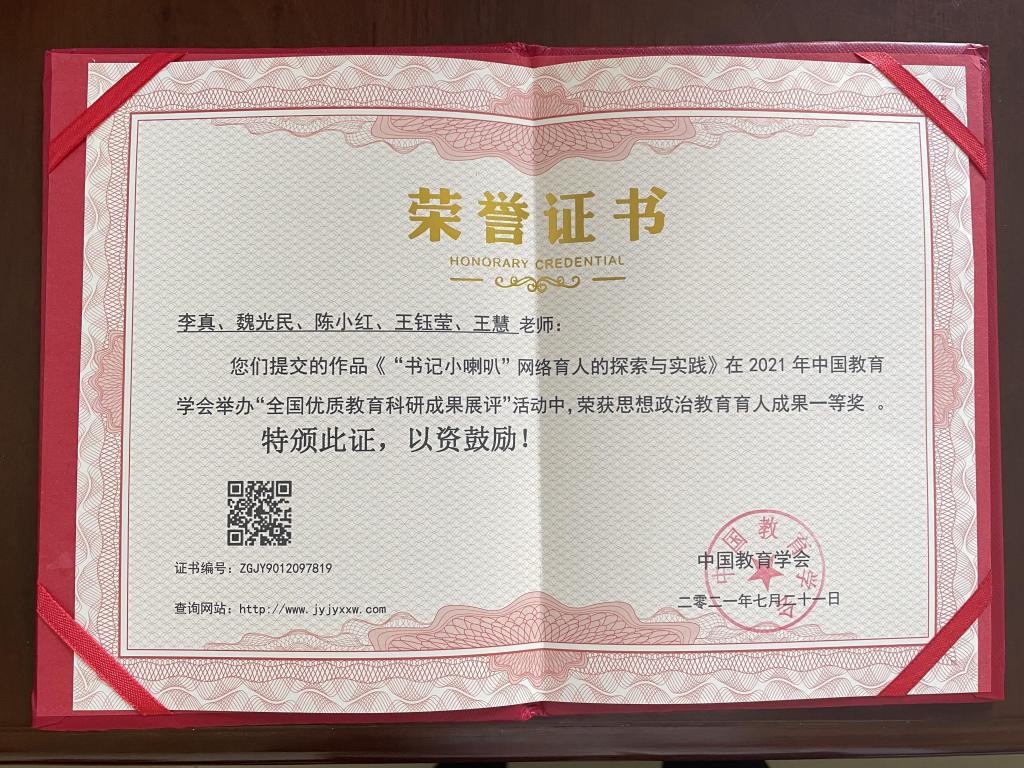 荣誉证书
HONORARY CREDENTIAL
李真、魏光民、陈小红、王钰莹、王慧 老师：
您们提交的作品《“书记小喇叭”网络育人的探索与实践》在2021年中国教育
学会举办“全国优质教育科研成果展评”活动中，荣获思想政治教育育人成果一等奖 。
特颁此证，以资鼓励！
证书编号：ZGJY9012097819
查询网站：http://www.jyjyxxw.com
中国教育学会
中国教育学会
二零二一年七月二十一日